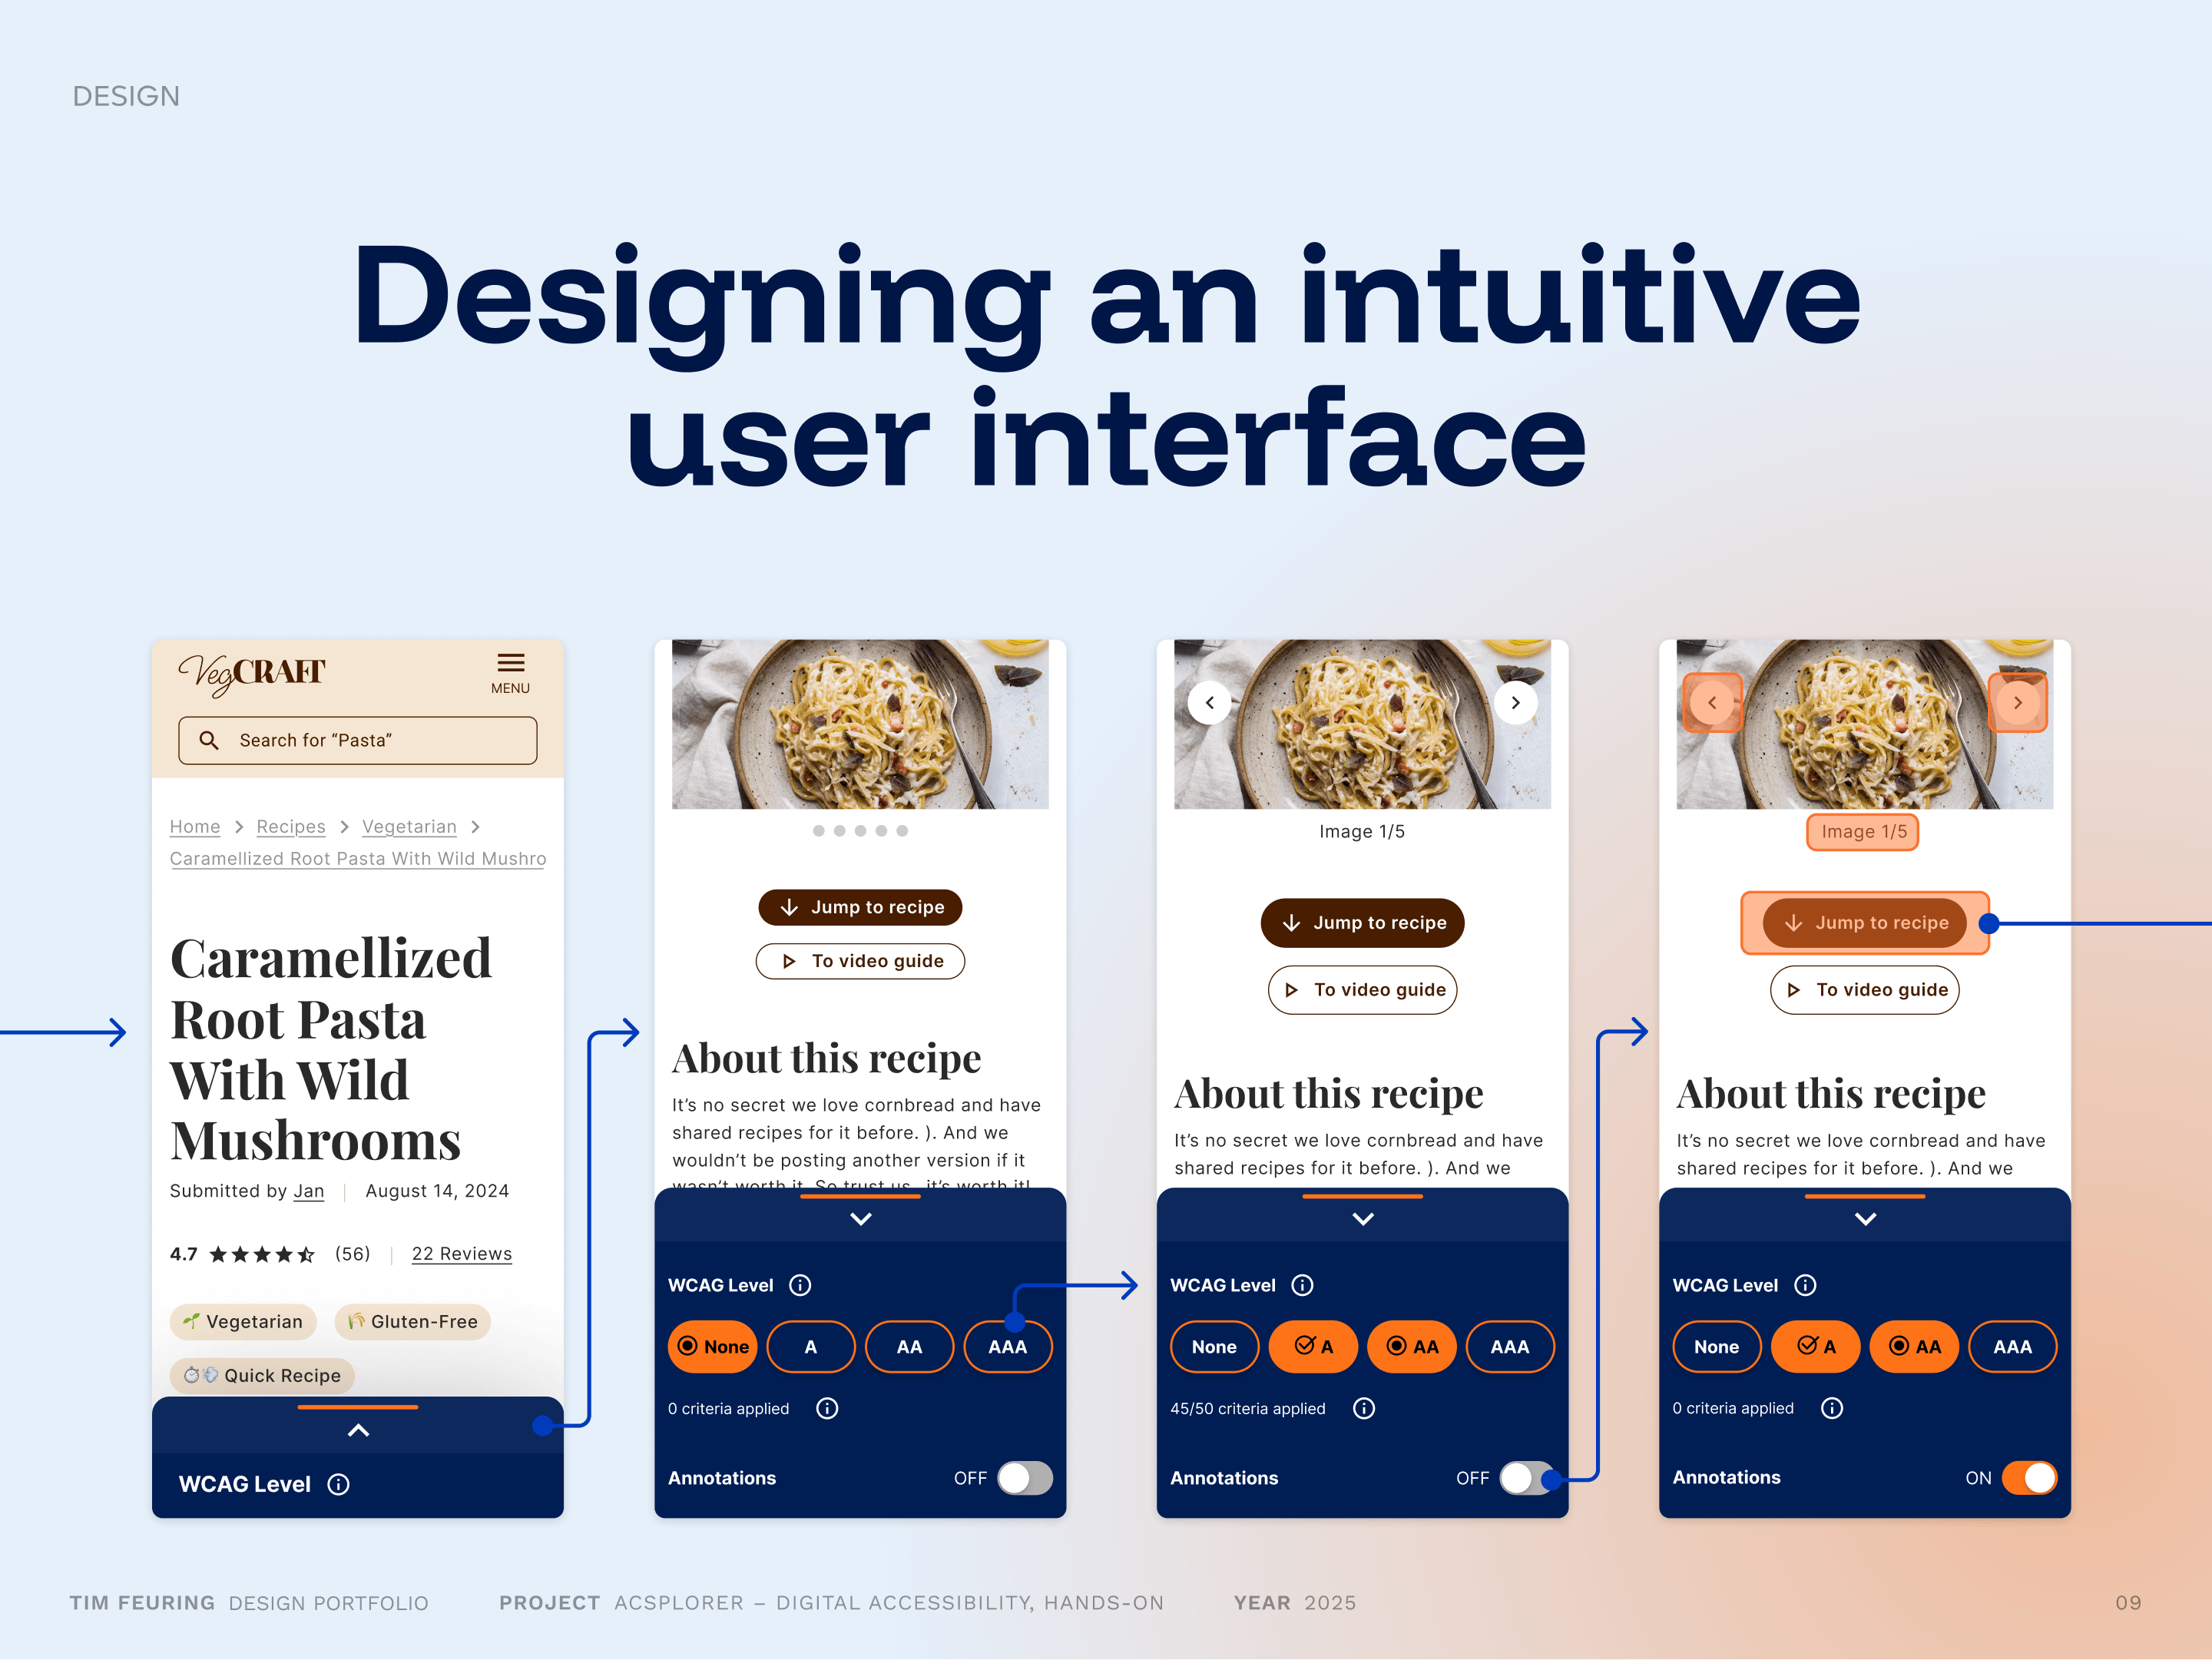 DESIGN
Designing an intuitive
user interface
VegCRAFT
MENU
Search for “Pasta”
Home
Recipes
Vegetarian
Caramellized Root Pasta With Wild Mushro
Caramellized
Root Pasta
With Wild
Mushrooms
Submitted by Jan | August 14, 2024
4.7 (56) | 22 Reviews
Vegetarian
Gluten-Free
Quick Recipe
WCAG Level
Jump to recipe
To video guide
About this recipe
It’s no secret we love cornbread and have
shared recipes for it before. ). And we
wouldn’t be posting another version if it
wasn’t worth it. So trust us, it’s worth it!
WCAG Level
None
A
AA
AAA
0 criteria applied
Annotations
OFF
Image 1/5
Jump to recipe
To video guide
About this recipe
It’s no secret we love cornbread and have
shared recipes for it before. ). And we
WCAG Level
None
A
AA
AAA
45/50 criteria applied
Annotations
OFF
Image 1/5
Jump to recipe
To video guide
About this recipe
It’s no secret we love cornbread and have
shared recipes for it before. ). And we
WCAG Level
None
A
AA
AAA
0 criteria applied
Annotations
ON
TIM FEURING DESIGN PORTFOLIO
PROJECT ACSPLORER – DIGITAL ACCESSIBILITY, HANDS-ON
YEAR 2025
09